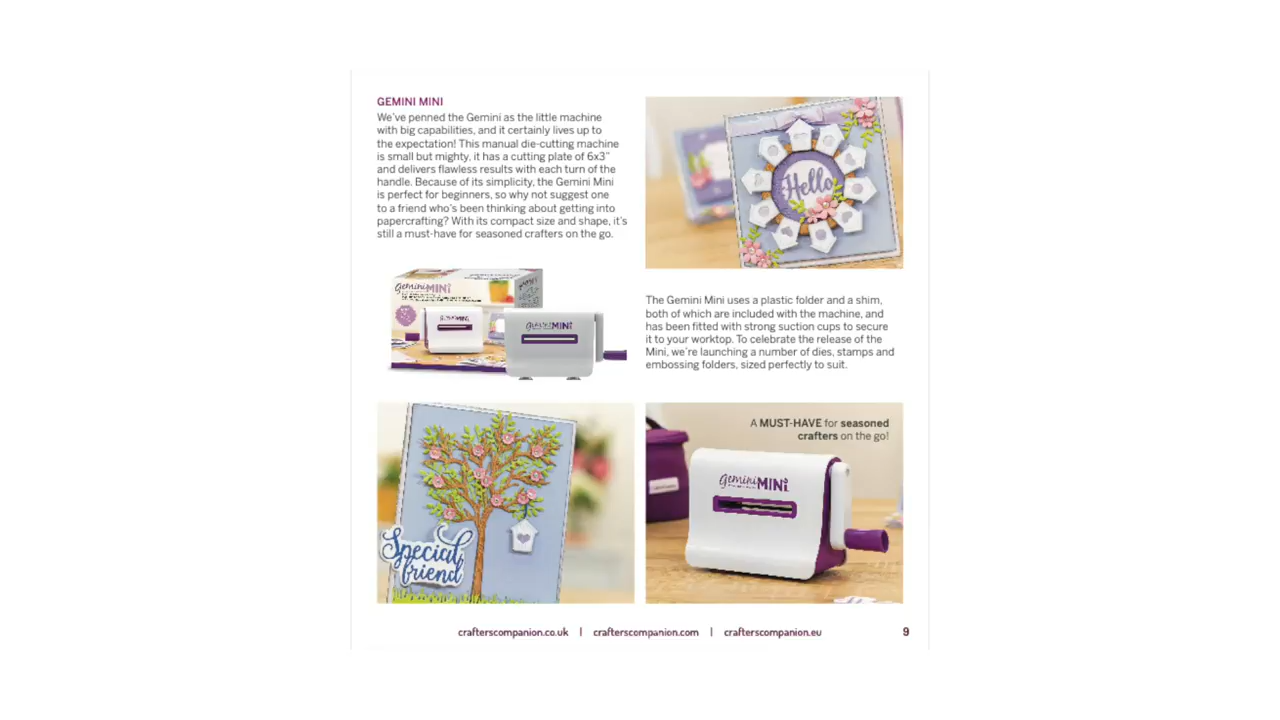 GEMINI MINI
We've penned the Gemini as the little machine
with big capabilities, and it certainly lives up to
the expectation! This manual die-cutting machine
is small but mighty, it has a cutting plate of 6x3"
and delivers flawless results with each turn of the
handle. Because of its simplicity, the Gemini Mini
is perfect for beginners, so why not suggest one
to a friend who's been thinking about getting into
papercrafting? With its compact size and shape, it's
still a must-have for seasoned crafters on the go.
Hello
Gemini MINI
Gemini MINI
Gemini MINI
The Gemini Mini uses a plastic folder and a shim,
both of which are included with the machine, and
has been fitted with strong suction cups to secure
it to your worktop. To celebrate the release of the
Mini, we're launching a number of dies, stamps and
embossing folders, sized perfectly to suit.
Special
friend
A MUST-HAVE for seasoned
crafters on the go!
Gemini MINI
crafterscompanion.co.uk | crafterscompanion.com | crafterscompanion.eu
9